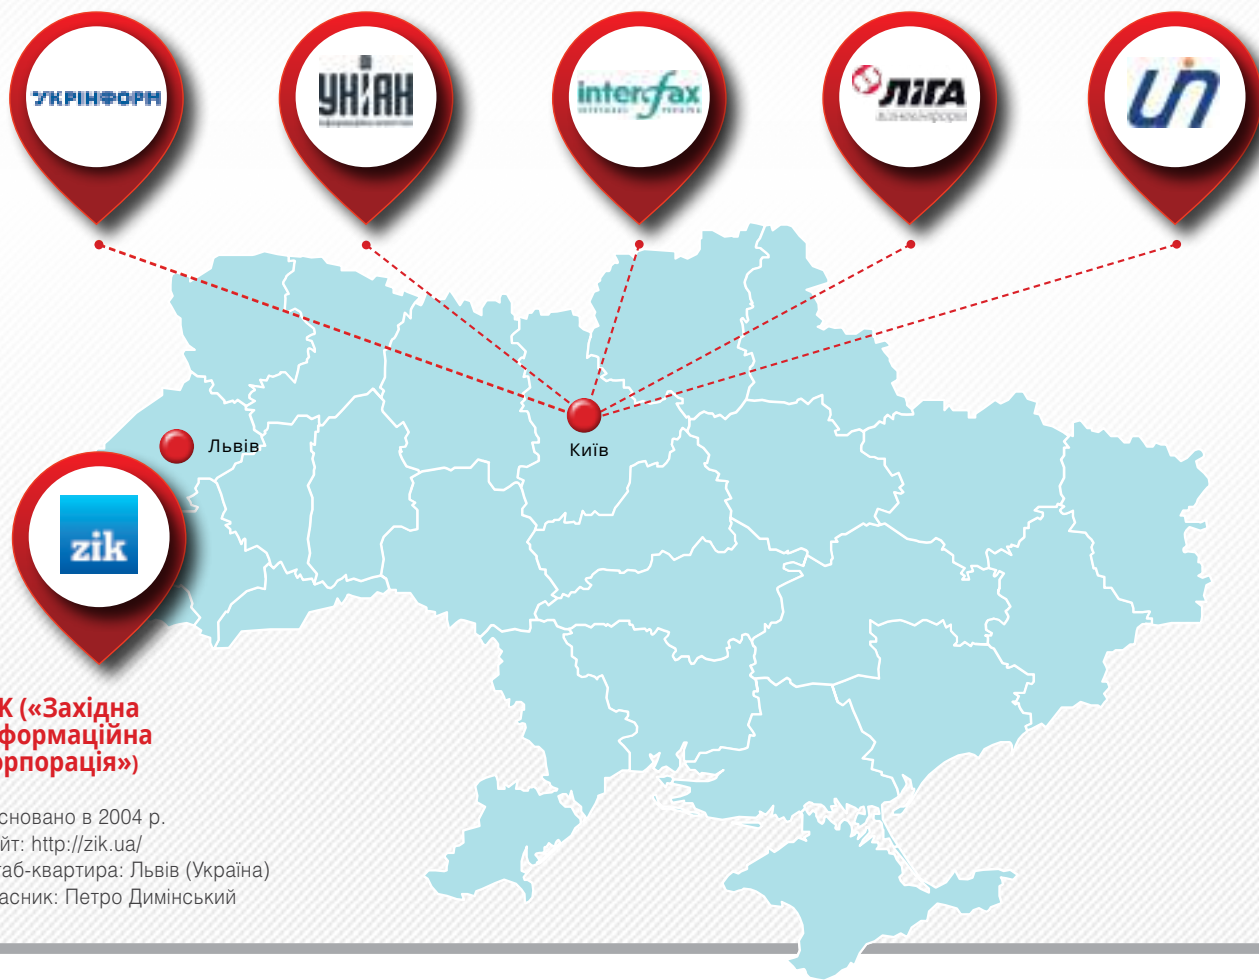 УКРІНФОРМ
УНІАН
interfax
ЛІГА
Львів
Київ
zik
К («Західна
формаційна
орпорація»)
сновано в 2004 р.
йт: http://zik.ua/
таб-квартира: Львів (Україна)
асник: Петро Димінський